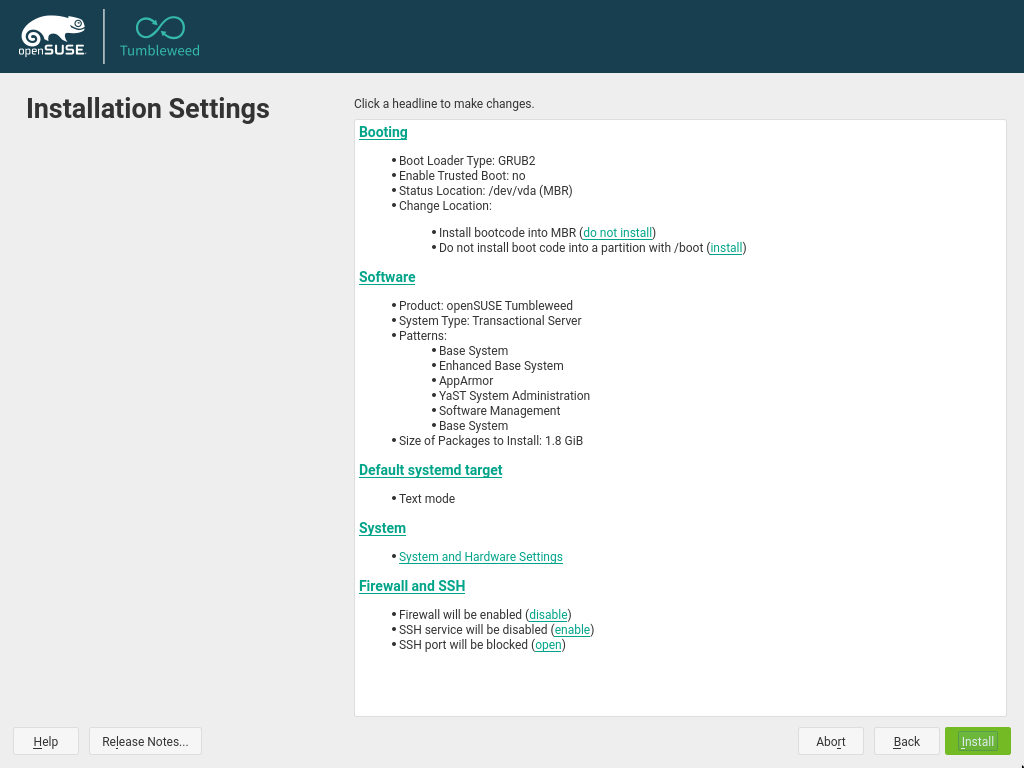 openSUSE
Tumbleweed
Installation Settings
Click a headline to make changes.
Booting
Boot Loader Type: GRUB2
Enable Trusted Boot: no
Status Location: /dev/vda (MBR)
Change Location:
Install bootcode into MBR (do not install)
Do not install boot code into a partition with /boot (install)
Software
Product: openSUSE Tumbleweed
System Type: Transactional Server
Patterns:
Base System
Enhanced Base System
AppArmor
YaST System Administration
Software Management
Base System
Size of Packages to Install: 1.8 GiB
Default systemd target
Text mode
System
System and Hardware Settings
Firewall and SSH
Firewall will be enabled (disable)
SSH service will be disabled (enable)
SSH port will be blocked (open)
Help Release Notes... Abort Back Install